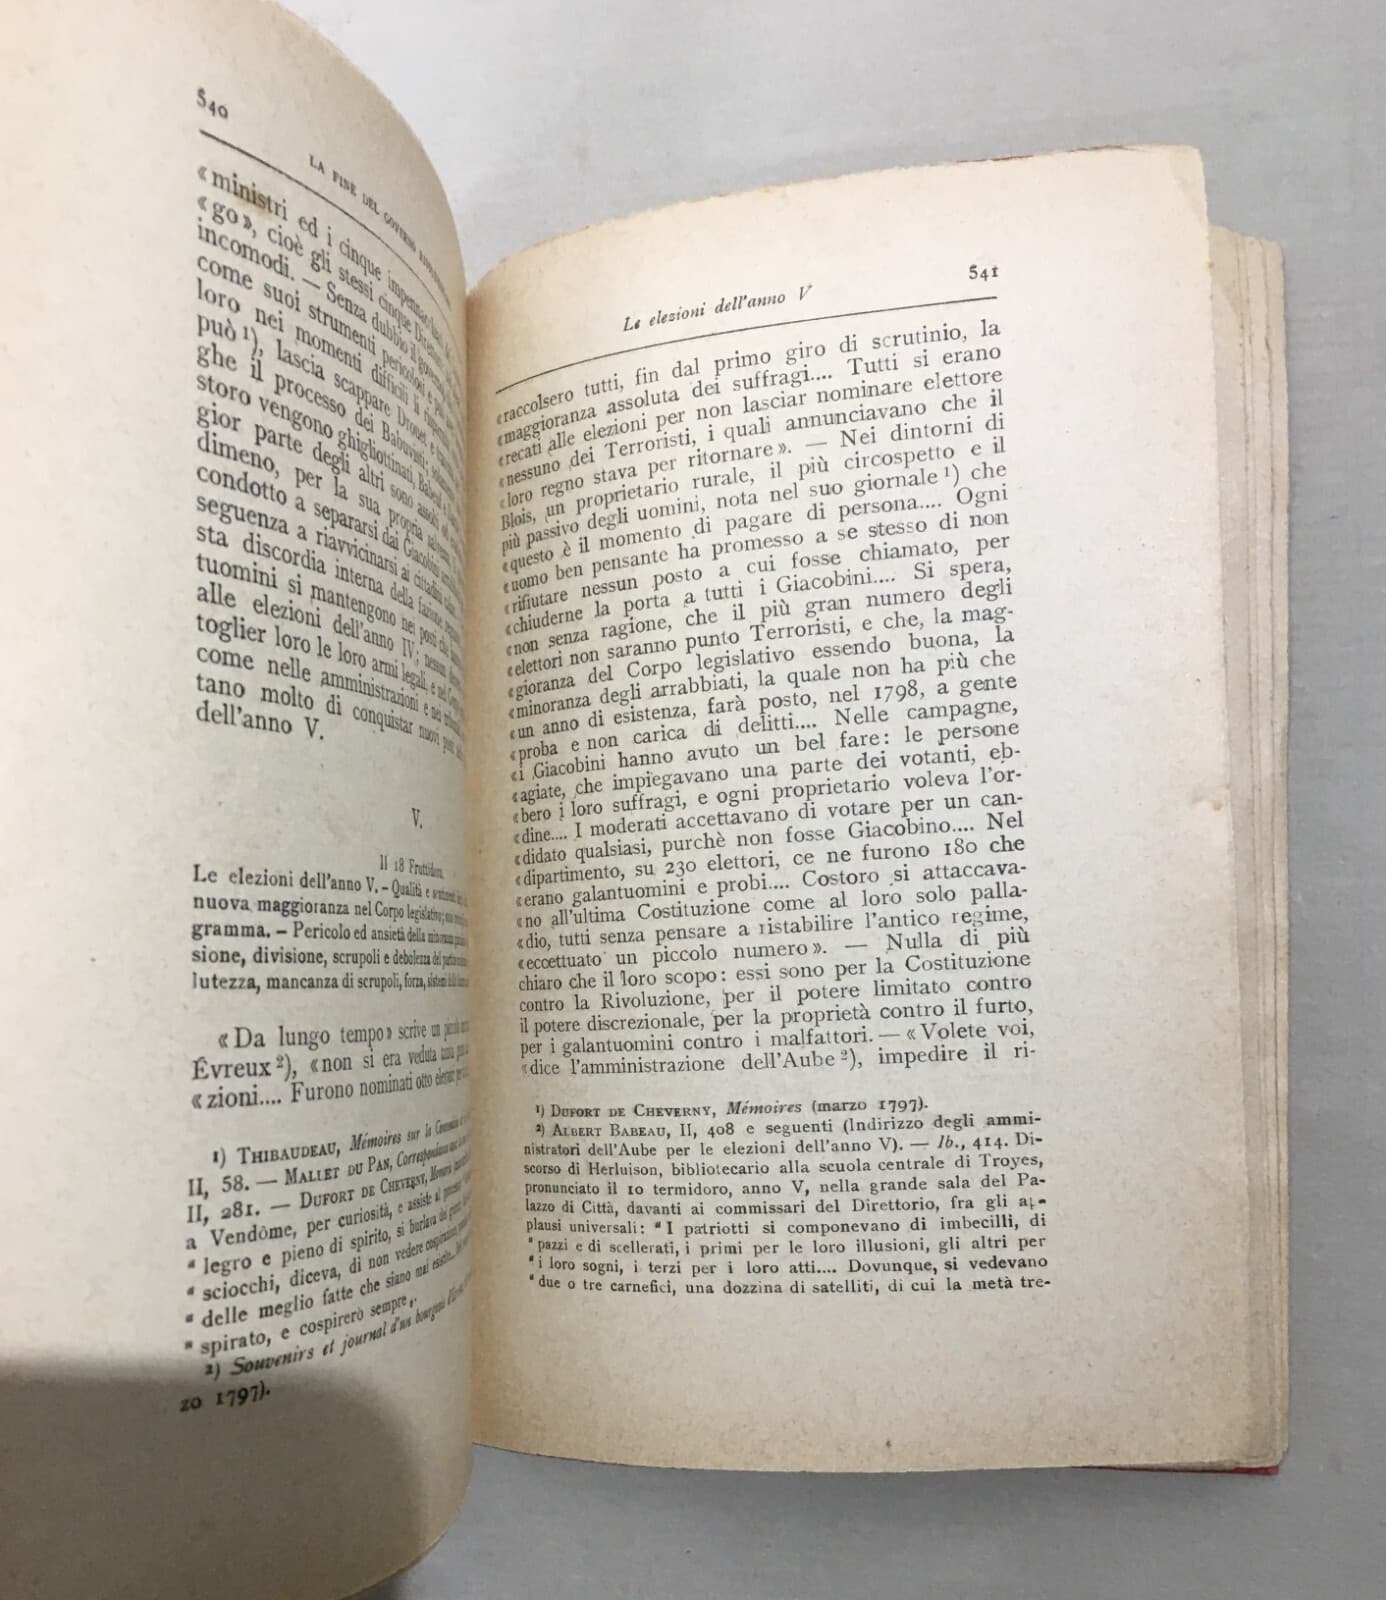 540
LA FINE DEL GOVERNO
« ministri ed i cinque
« go», cioè gli stessi cinque
incomodi. — Senza dubbio il
come suoi strumenti pericolosi e
loro nei momenti difficili li
può ¹), lascia scappare Drouet, e
ghe il processo dei Babuvisti;
storo vengono ghigliottinati, Babeuf e
gior parte degli altri sono assolti
dimeno, per la sua propria
condotto a separarsi dai Giacobini
seguenza a riavvicinarsi ai cittadini
sta discordia interna della fazione
tuomini si mantengono nei posti che
alle elezioni dell'anno IV;
toglier loro le loro armi legali, e nel
come nelle amministrazioni e nei
tano molto di conquistar nuovi posti
dell'anno V.
V.
Il 18 Fruttidoro.
Le elezioni dell'anno V. – Qualità e
nuova maggioranza nel Corpo legislativo;
gramma. – Pericolo ed ansietà della
sione, divisione, scrupoli e debolezza del
lutezza, mancanza di scrupoli, forza,
« Da lungo tempo» scrive un
Évreux ²), « non si era veduta
« zioni.... Furono nominati otto
1) THIBAUDEAU, Mémoires sur la
II, 58. — MALLET DU PAN, Correspondance
II, 281. — DUFORT DE CHEVERNY,
a Vendôme, per curiosità, e assiste al
" legro e pieno di spirito, si burlava dei
" sciocchi, diceva, di non vedere
" delle meglio fatte che siano mai
" spirato, e cospirerò sempre „.
2) Souvenirs et journal d'un bourgeois
zo 1797).
Le elezioni dell'anno V
541
«raccolsero tutti, fin dal primo giro di scrutinio, la
«maggioranza assoluta dei suffragi.... Tutti si erano
«recati alle elezioni per non lasciar nominare elettore
«nessuno dei Terroristi, i quali annunciavano che il
«loro regno stava per ritornare ». — Nei dintorni di
Blois, un proprietario rurale, il più circospetto e il
più passivo degli uomini, nota nel suo giornale ¹) che
«questo è il momento di pagare di persona.... Ogni
«uomo ben pensante ha promesso a se stesso di non
«rifiutare nessun posto a cui fosse chiamato, per
«chiuderne la porta a tutti i Giacobini.... Si spera,
«non senza ragione, che il più gran numero degli
«elettori non saranno punto Terroristi, e che, la mag-
«gioranza del Corpo legislativo essendo buona, la
«minoranza degli arrabbiati, la quale non ha più che
«un anno di esistenza, farà posto, nel 1798, a gente
«proba e non carica di delitti.... Nelle campagne,
«i Giacobini hanno avuto un bel fare: le persone
«agiate, che impiegavano una parte dei votanti, eb-
«bero i loro suffragi, e ogni proprietario voleva l'or-
«dine.... I moderati accettavano di votare per un can-
«didato qualsiasi, purchè non fosse Giacobino.... Nel
«dipartimento, su 230 elettori, ce ne furono 180 che
«erano galantuomini e probi.... Costoro si attaccava-
«no all'ultima Costituzione come al loro solo palla-
«dio, tutti senza pensare a ristabilire l'antico regime,
«eccettuato un piccolo numero ». — Nulla di più
chiaro che il loro scopo: essi sono per la Costituzione
contro la Rivoluzione, per il potere limitato contro
il potere discrezionale, per la proprietà contro il furto,
per i galantuomini contro i malfattori. — « Volete voi,
«dice l'amministrazione dell'Aube ²), impedire il ri-
1) DUFORT DE CHEVERNY, Mémoires (marzo 1797).
2) ALBERT BABEAU, II, 408 e seguenti (Indirizzo degli ammi-
nistratori dell'Aube per le elezioni dell'anno V). — Ib., 414. Di-
scorso di Herluison, bibliotecario alla scuola centrale di Troyes,
pronunciato il 10 termidoro, anno V, nella grande sala del Pa-
lazzo di Città, davanti ai commissari del Direttorio, fra gli ap-
plausi universali: " I patriotti si componevano di imbecilli, di
" pazzi e di scellerati, i primi per le loro illusioni, gli altri per
" i loro sogni, i terzi per i loro atti.... Dovunque, si vedevano
" due o tre carnefici, una dozzina di satelliti, di cui la metà tre-